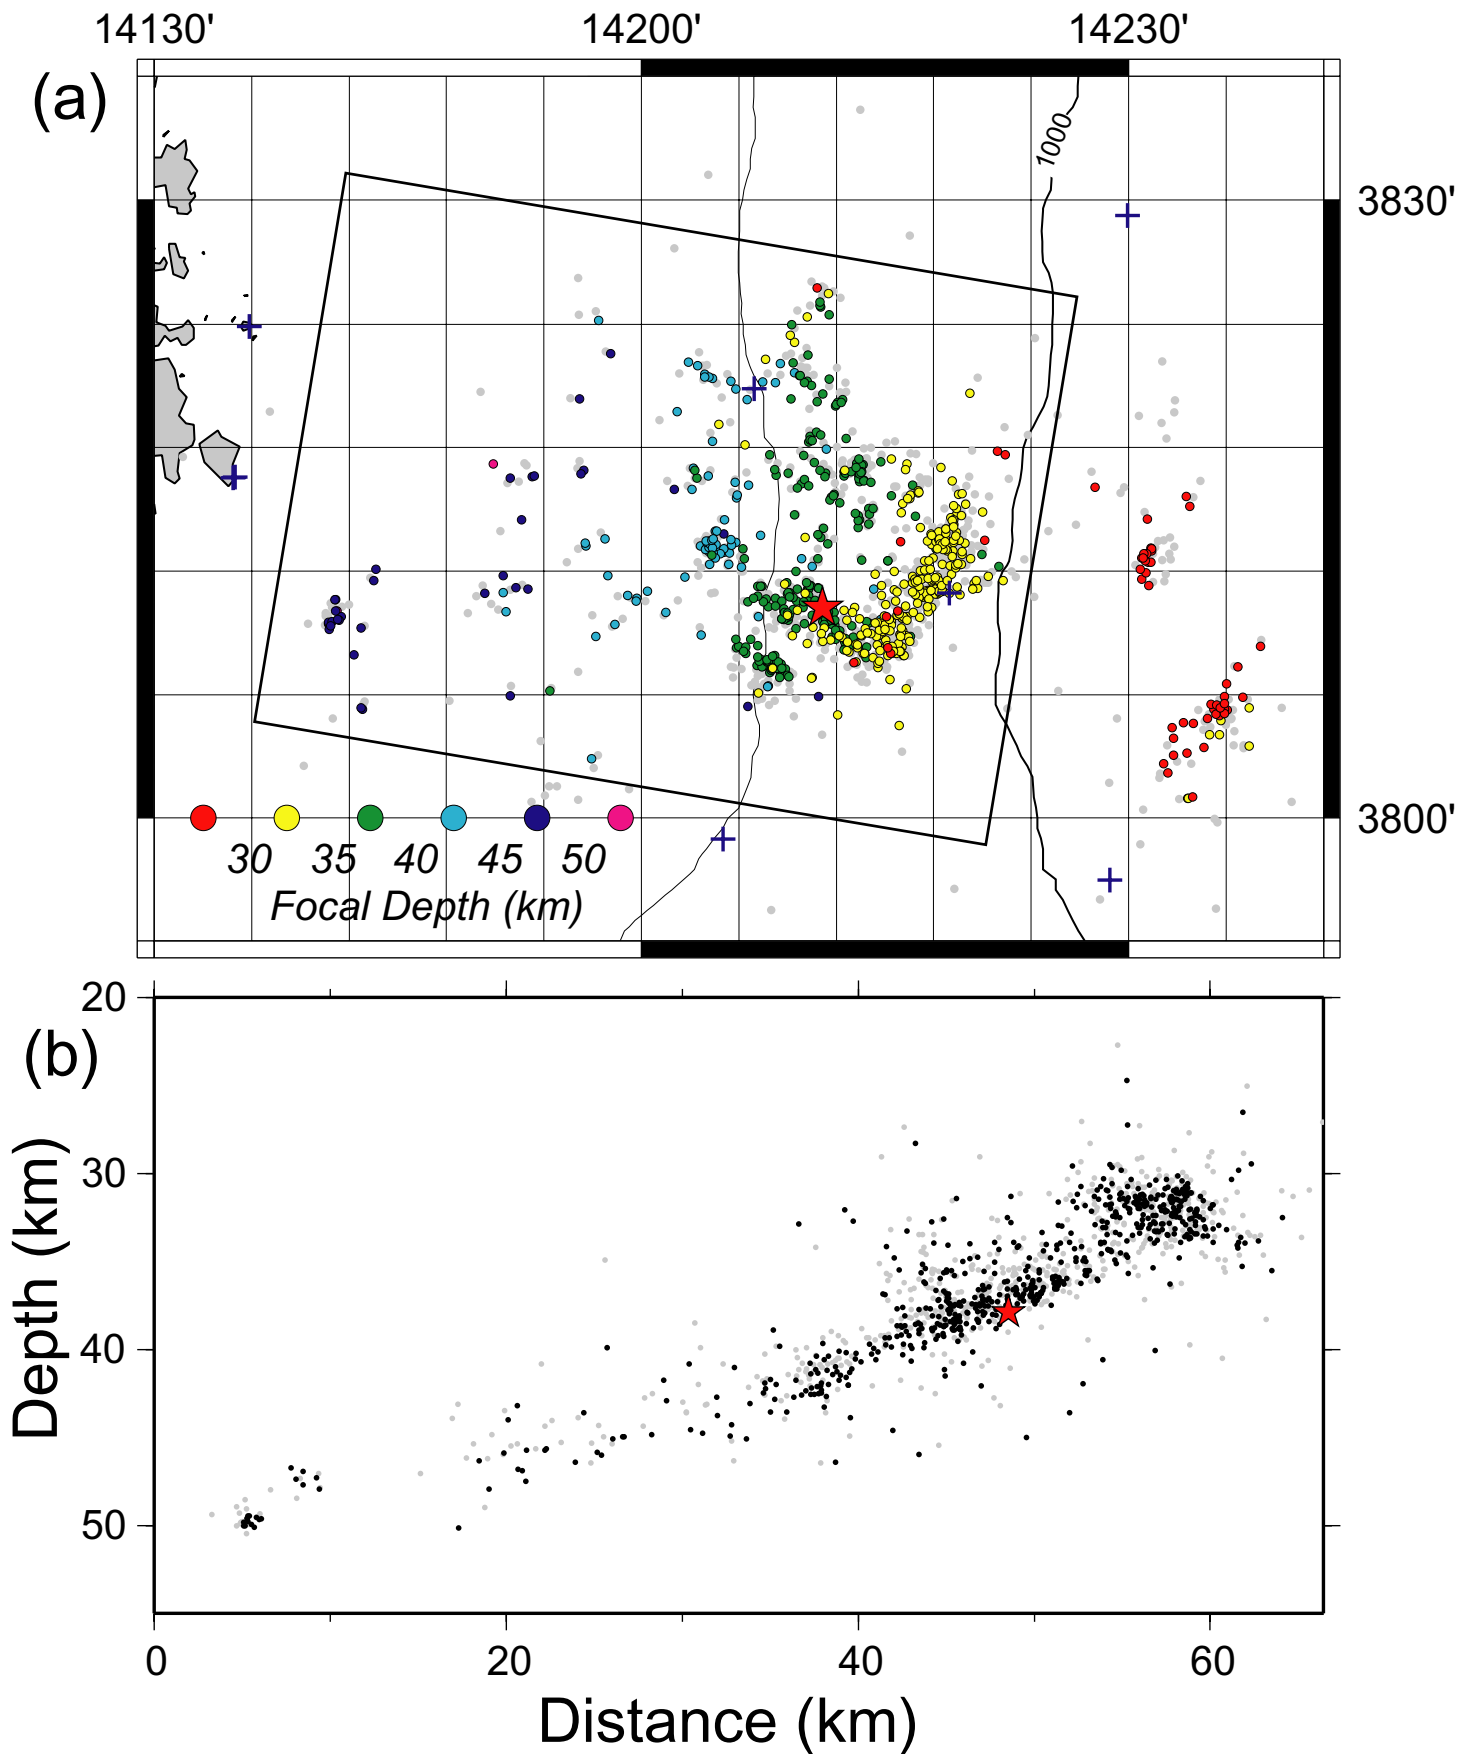 14130' 14200' 14230'
(a)
1000
3830'
3800'
30 35 40 45 50
Focal Depth (km)
(b)
20
30
40
50
Depth (km)
0 20 40 60
Distance (km)